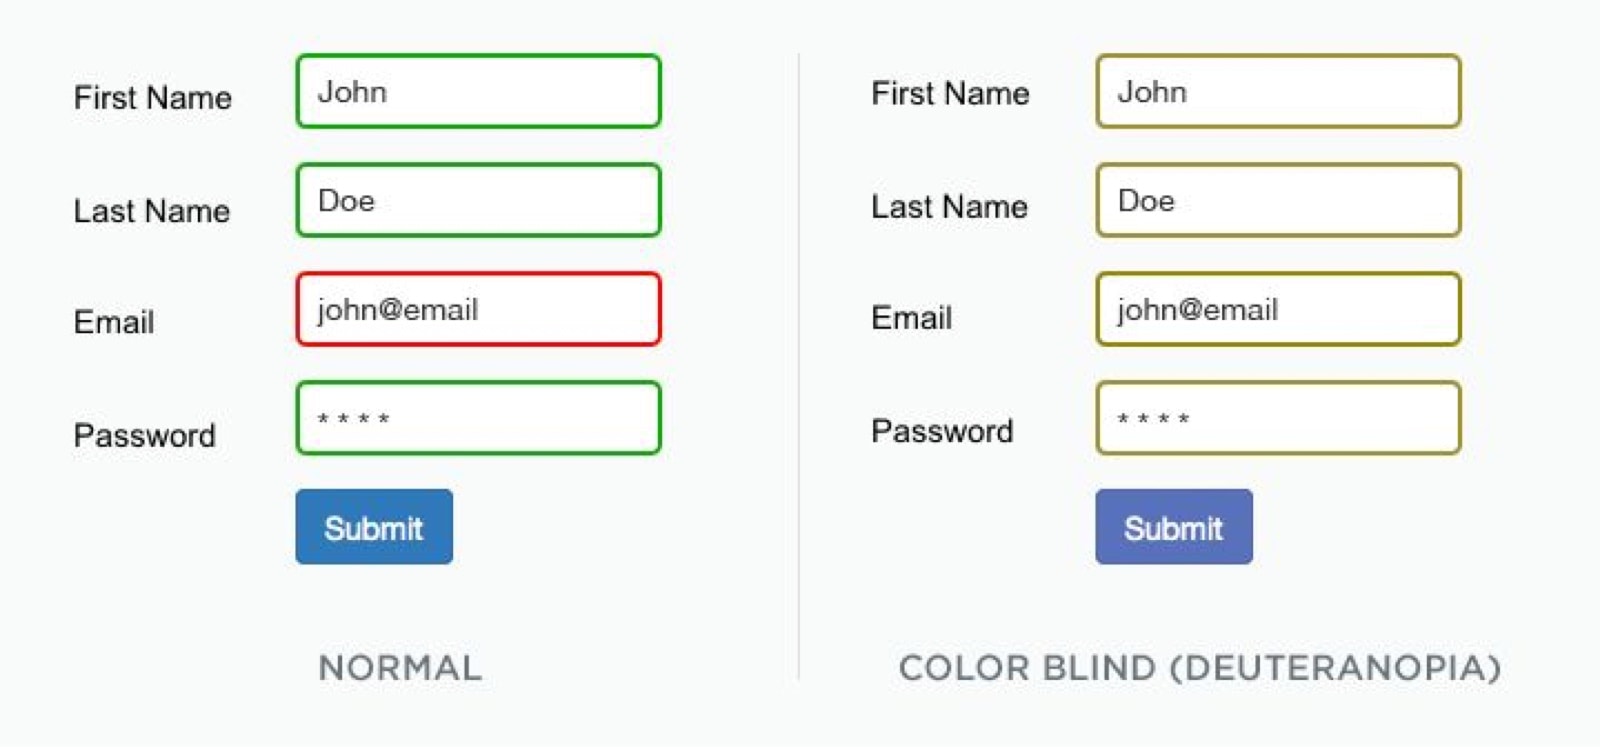 First Name John
Last Name Doe
Email john@email
Password ****
Submit
NORMAL
First Name John
Last Name Doe
Email john@email
Password ****
Submit
COLOR BLIND (DEUTERANOPIA)